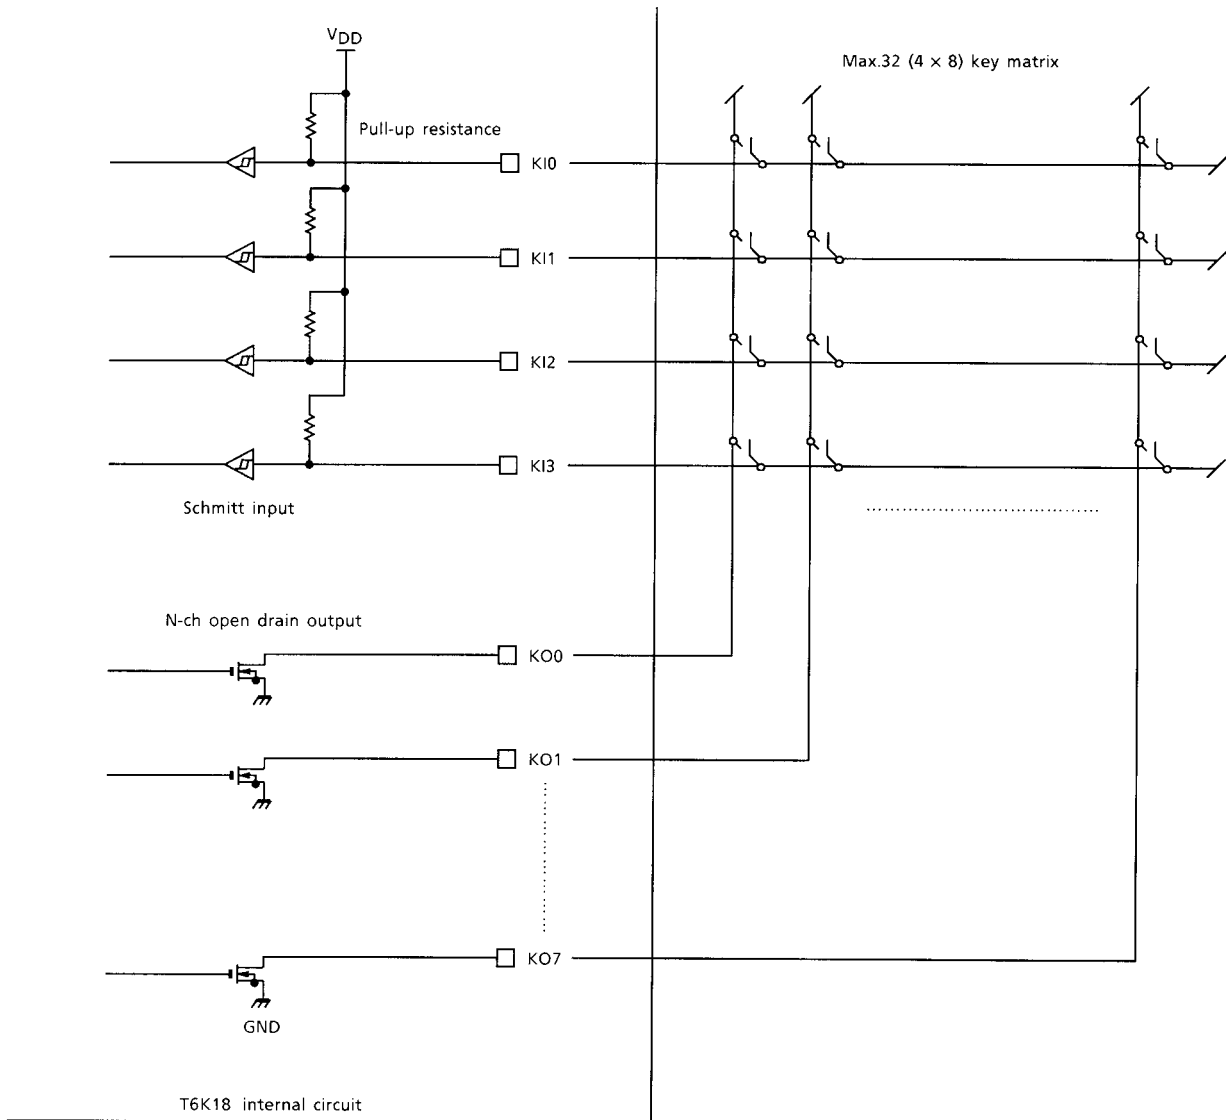 VDD
Max.32 (4 × 8) key matrix
Pull-up resistance
KI0
KI1
KI2
KI3
Schmitt input
N-ch open drain output
KO0
KO1
KO7
GND
T6K18 internal circuit